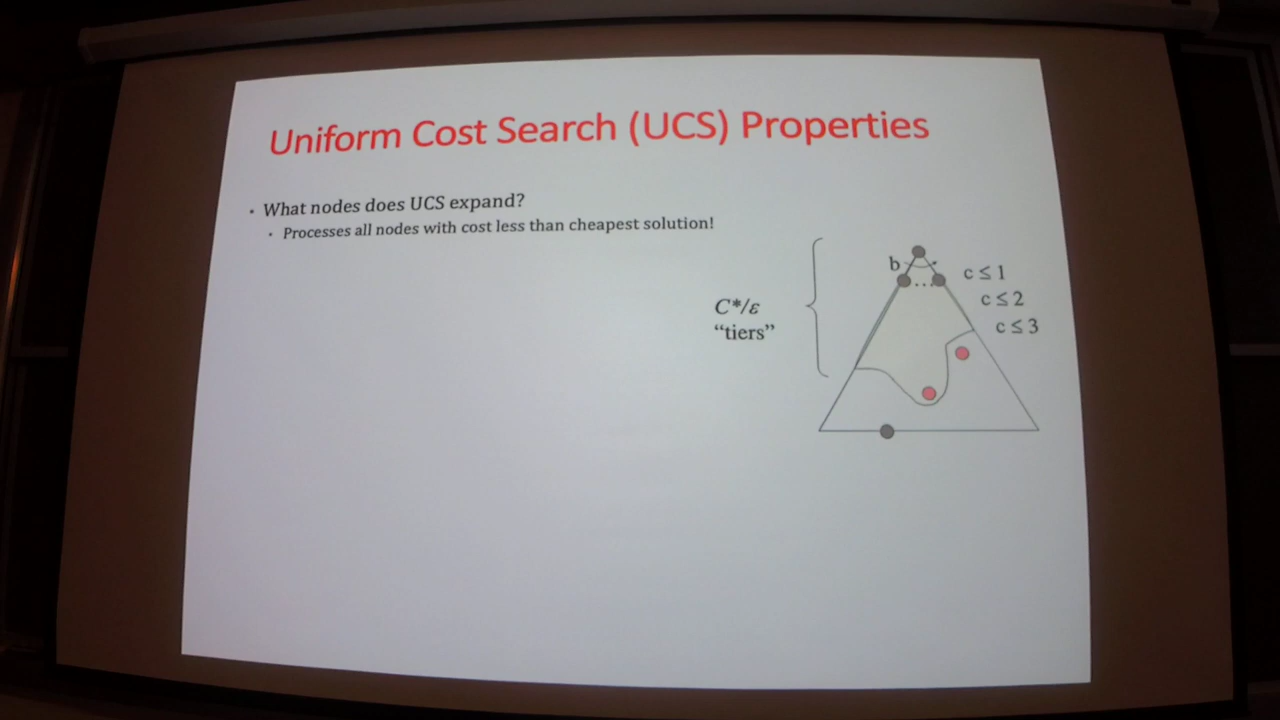 Uniform Cost Search (UCS) Properties
• What nodes does UCS expand?
• Processes all nodes with cost less than cheapest solution!
b
...
c ≤ 1
c ≤ 2
c ≤ 3
C*/ε
“tiers”